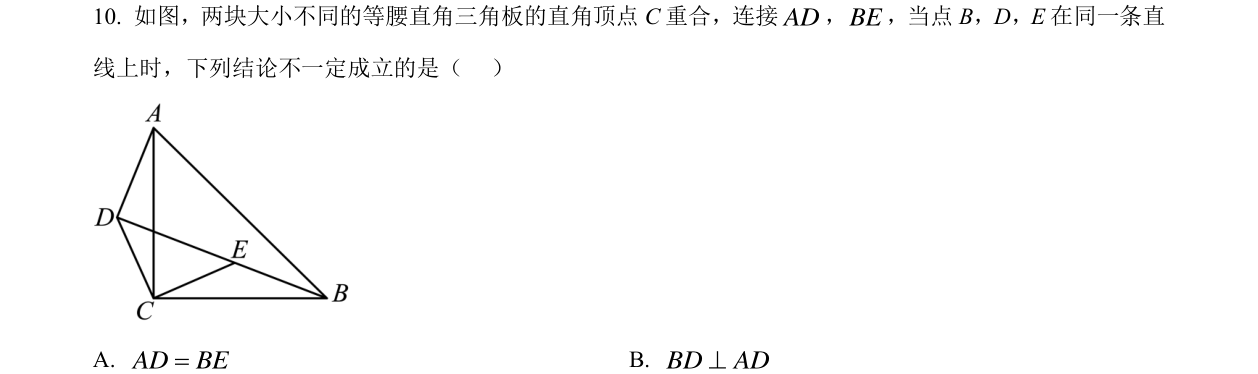 10. 如图，两块大小不同的等腰直角三角板的直角顶点 C 重合，连接 AD，BE，当点 B，D，E 在同一条直
线上时，下列结论不一定成立的是（ ）
A
D
E
B
C
A. AD = BE
B. BD ⊥ AD